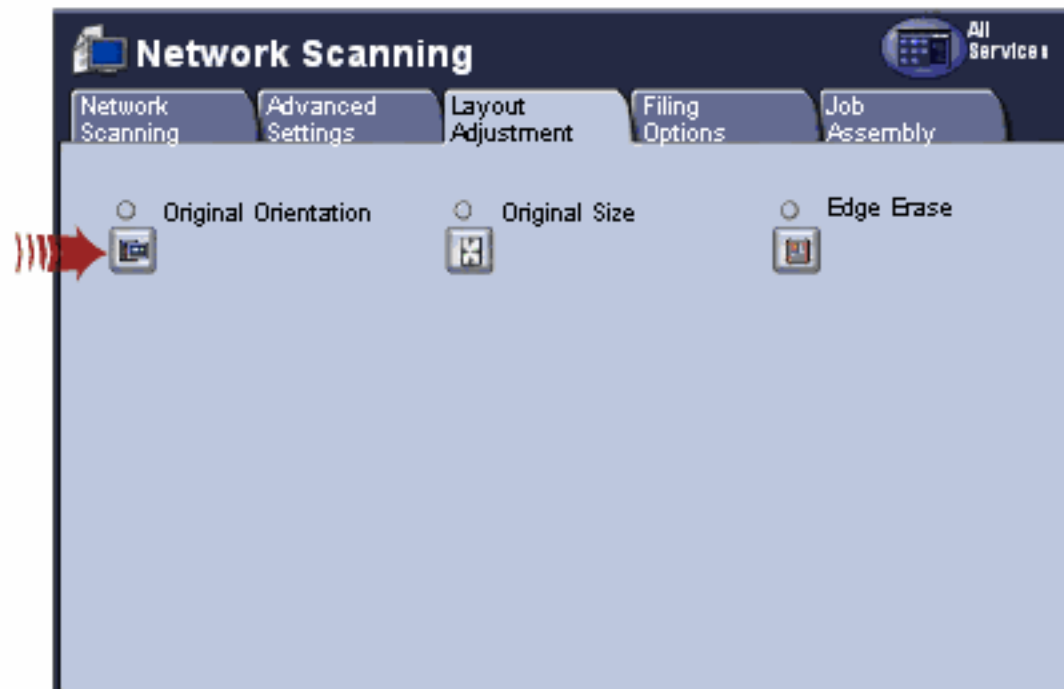 Network Scanning
All
Services
Network
Scanning
Advanced
Settings
Layout
Adjustment
Filing
Options
Job
Assembly
Original Orientation
Original Size
Edge Erase